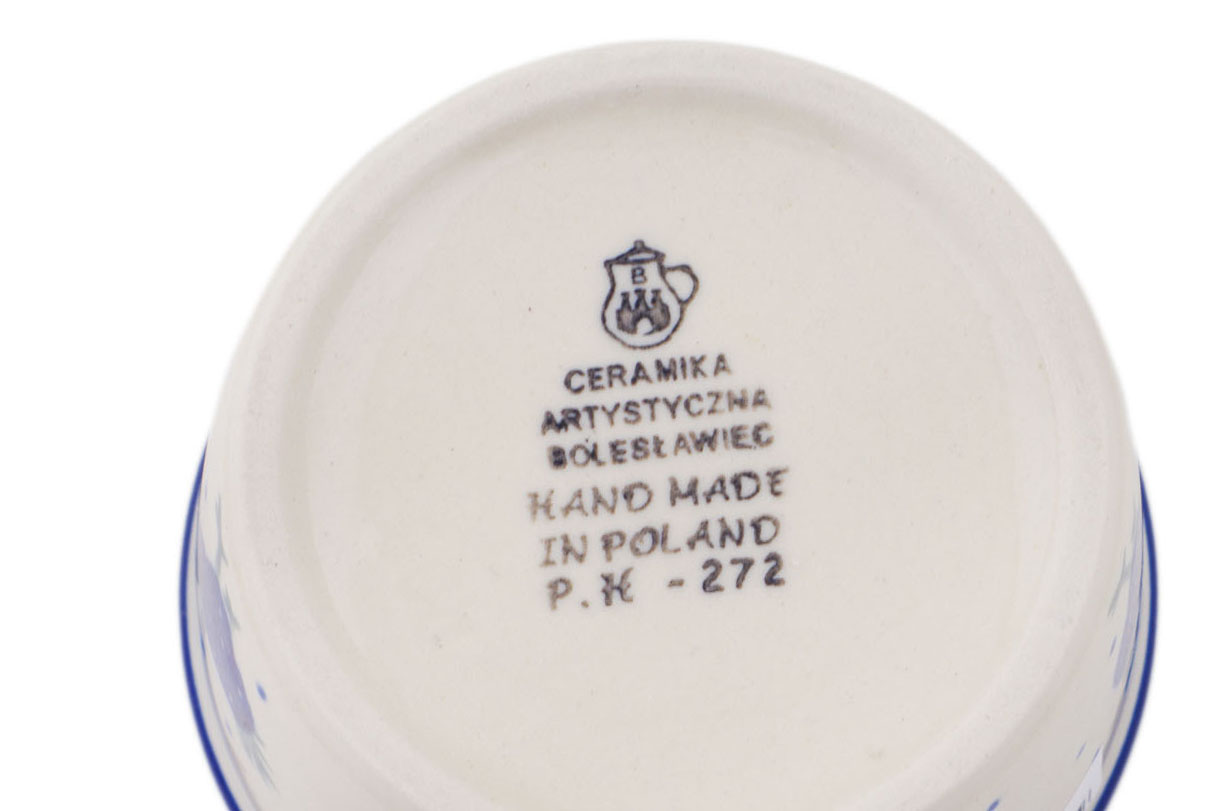 B
CERAMIKA
ARTYSTYCZNA
BOLESŁAWIEC
HAND MADE
IN POLAND
P.H - 272